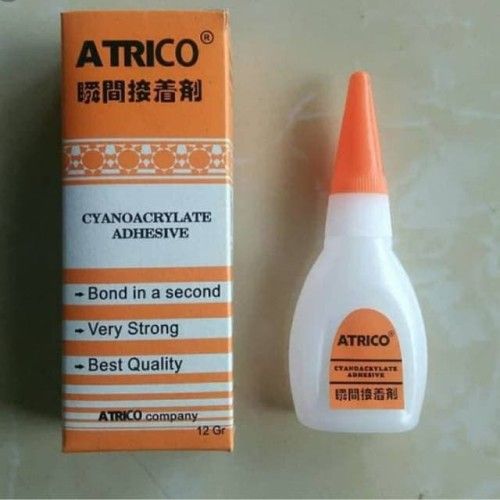 ATRICO®
瞬間接着剤
CYANOACRYLATE
ADHESIVE
→ Bond in a second
→ Very Strong
→ Best Quality
ATRICO company
12 Gr
ATRICO®
CYANOACRYLATE
ADHESIVE
瞬間接着剤